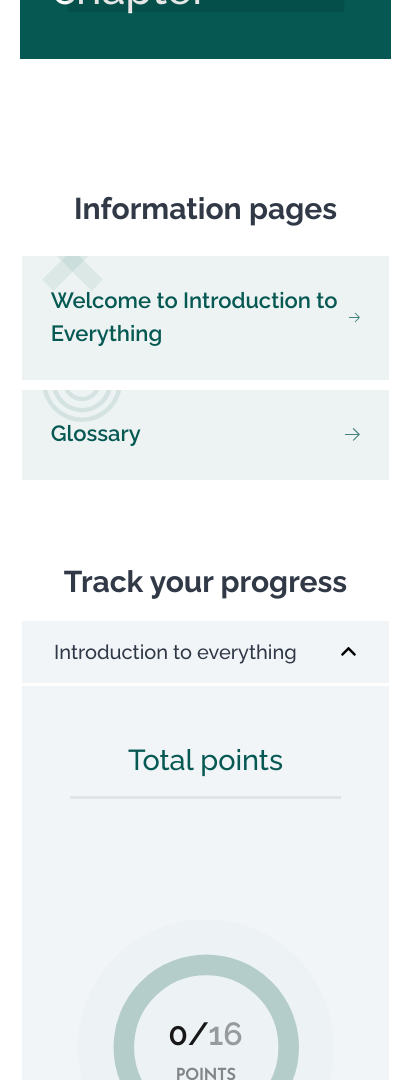 chapter
Information pages
Welcome to Introduction to
Everything
Glossary
Track your progress
Introduction to everything
Total points
0/16
POINTS